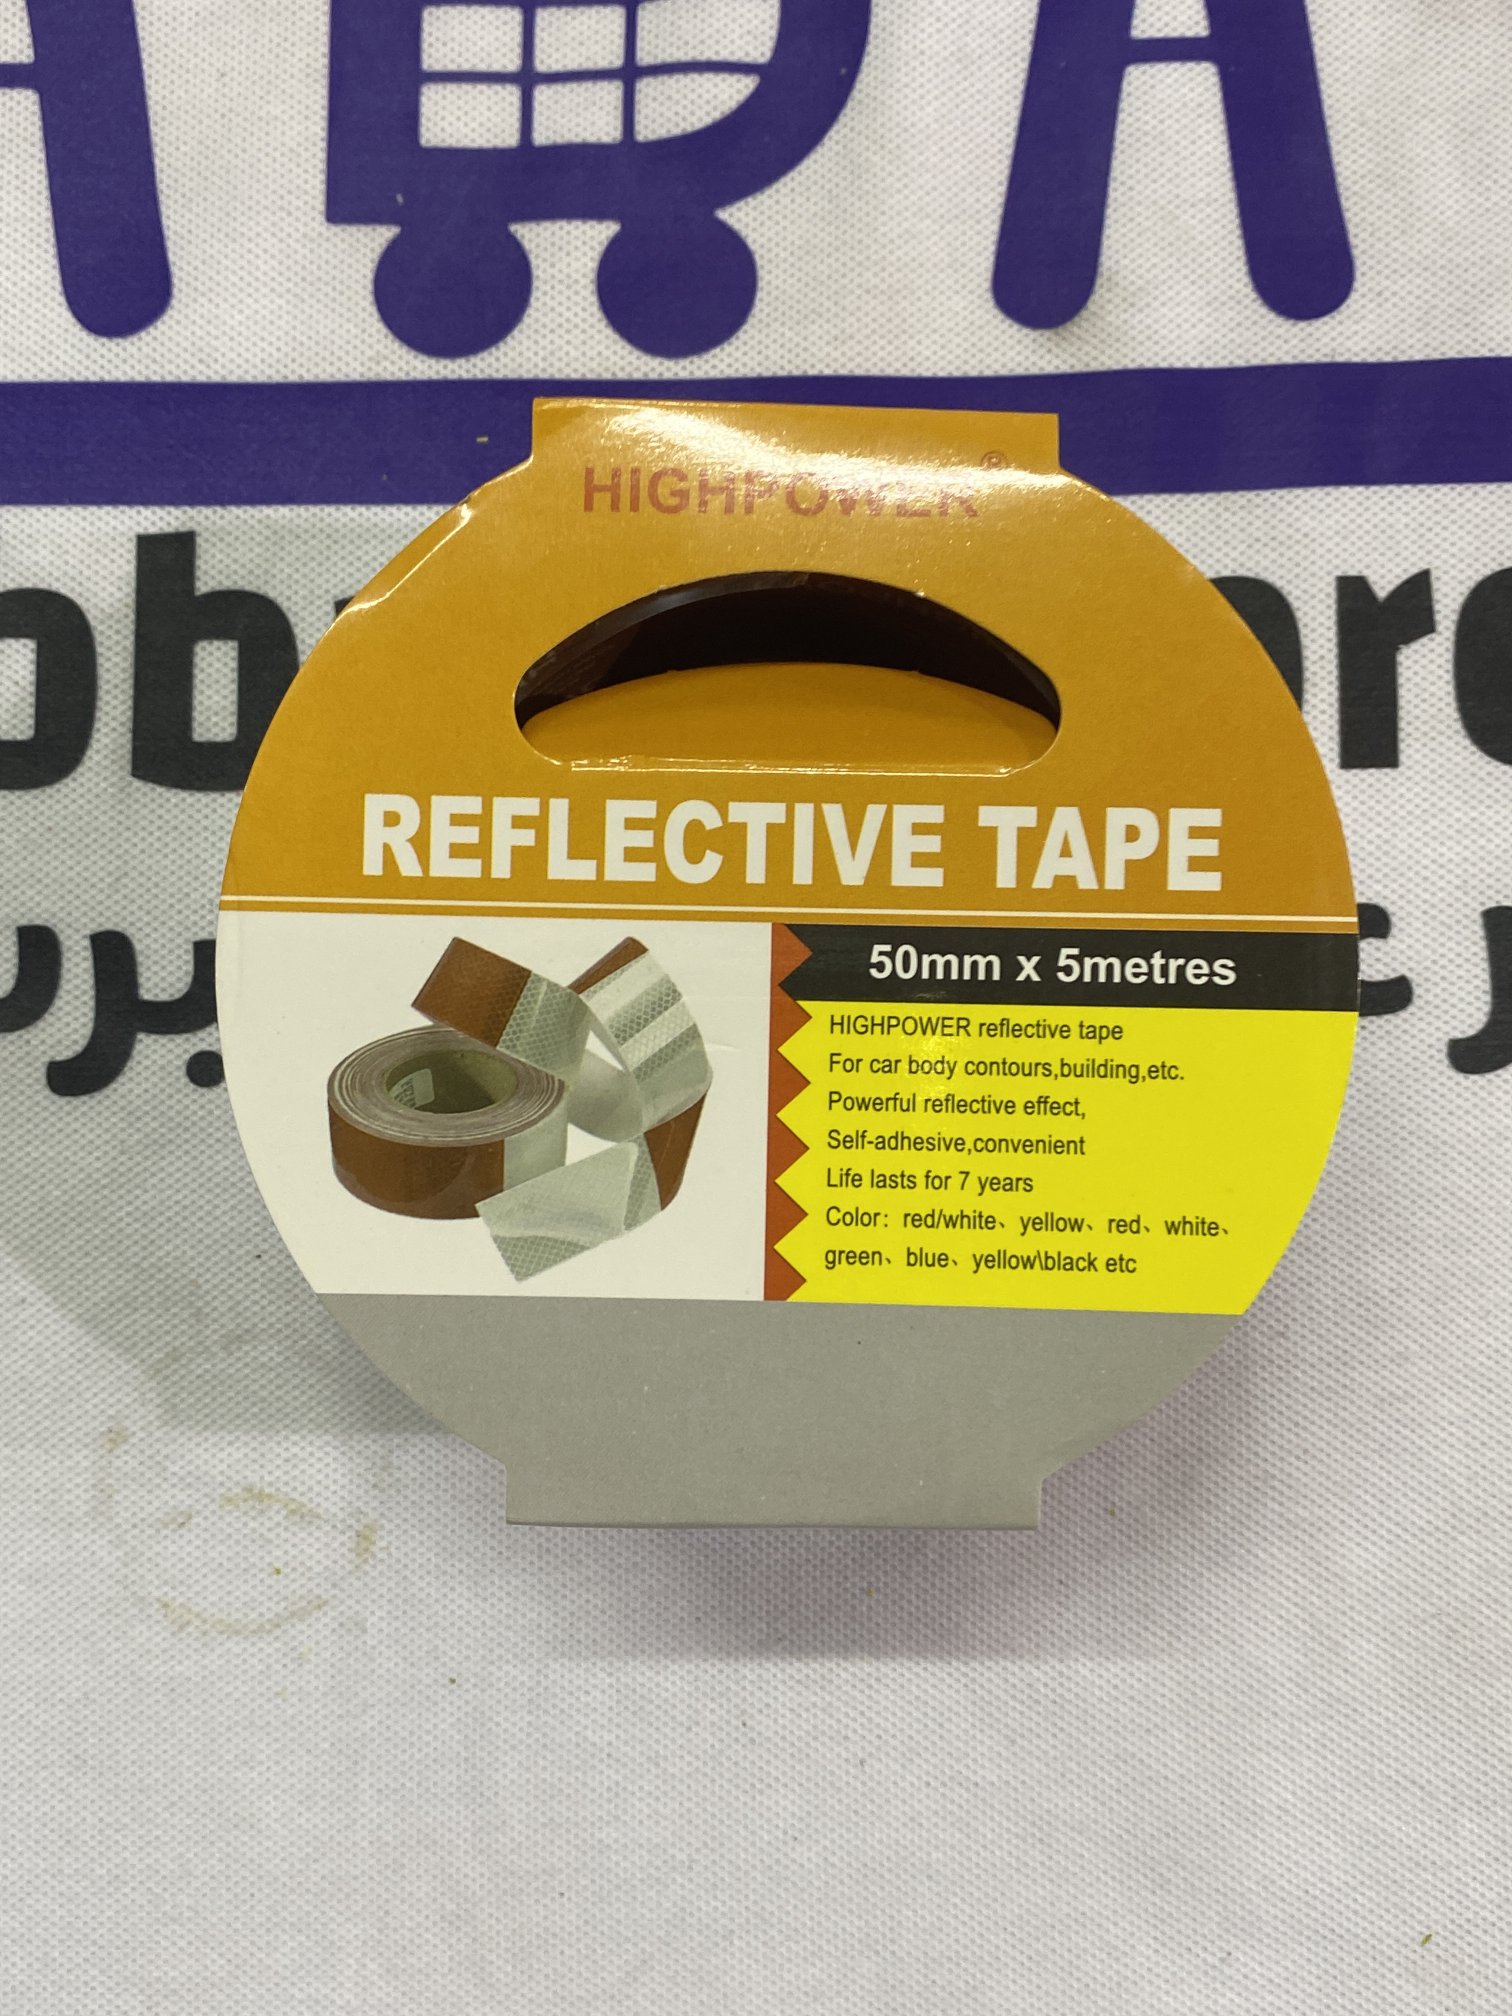 HIGHPOWER®
REFLECTIVE TAPE
50mm x 5metres
HIGHPOWER reflective tape
For car body contours,building,etc.
Powerful reflective effect,
Self-adhesive,convenient
Life lasts for 7 years
Color：red/white、yellow、red、white、
green、blue、yellow\black etc